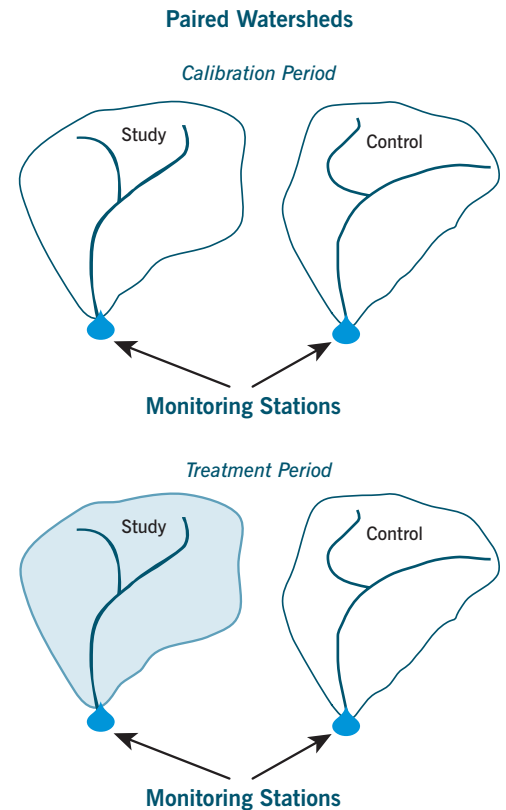 Paired Watersheds
Calibration Period
Study
Control
Monitoring Stations
Treatment Period
Study
Control
Monitoring Stations